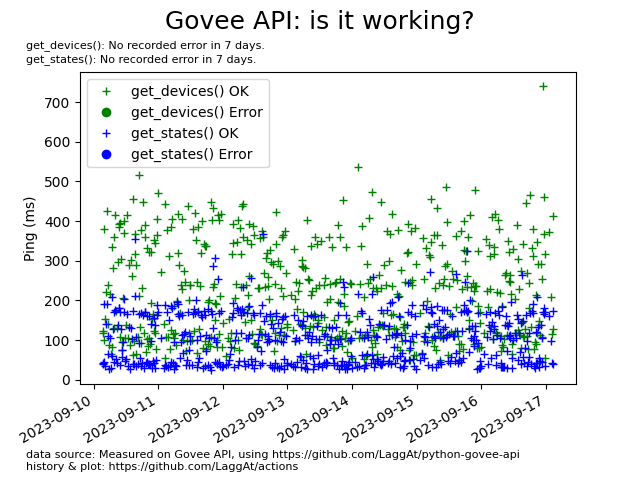 Govee API: is it working?
get_devices(): No recorded error in 7 days.
get_states(): No recorded error in 7 days.
get_devices() OK
get_devices() Error
get_states() OK
get_states() Error
Ping (ms)
700
600
500
400
300
200
100
0
2023-09-10
2023-09-11
2023-09-12
2023-09-13
2023-09-14
2023-09-15
2023-09-16
2023-09-17
data source: Measured on Govee API, using https://github.com/LaggAt/python-govee-api
history & plot: https://github.com/LaggAt/actions